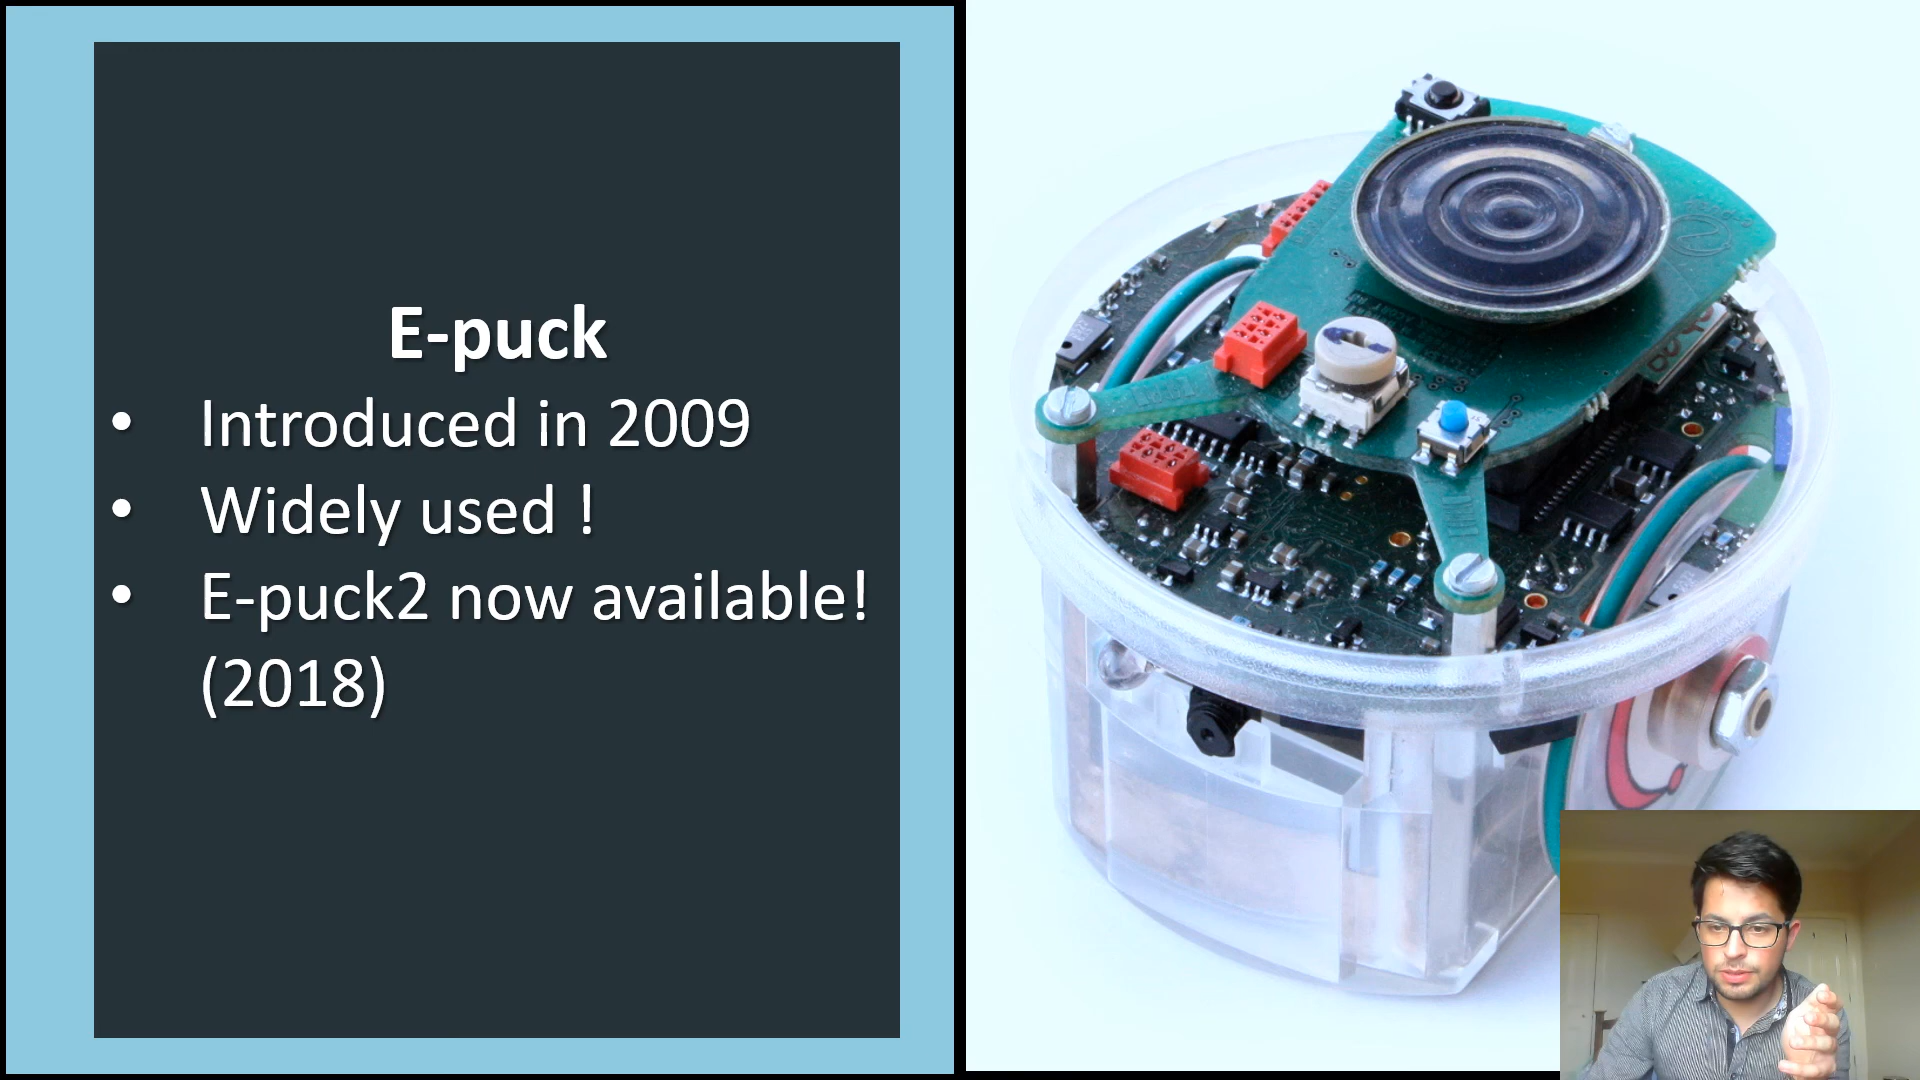 E-puck
• Introduced in 2009
• Widely used !
• E-puck2 now available!
(2018)